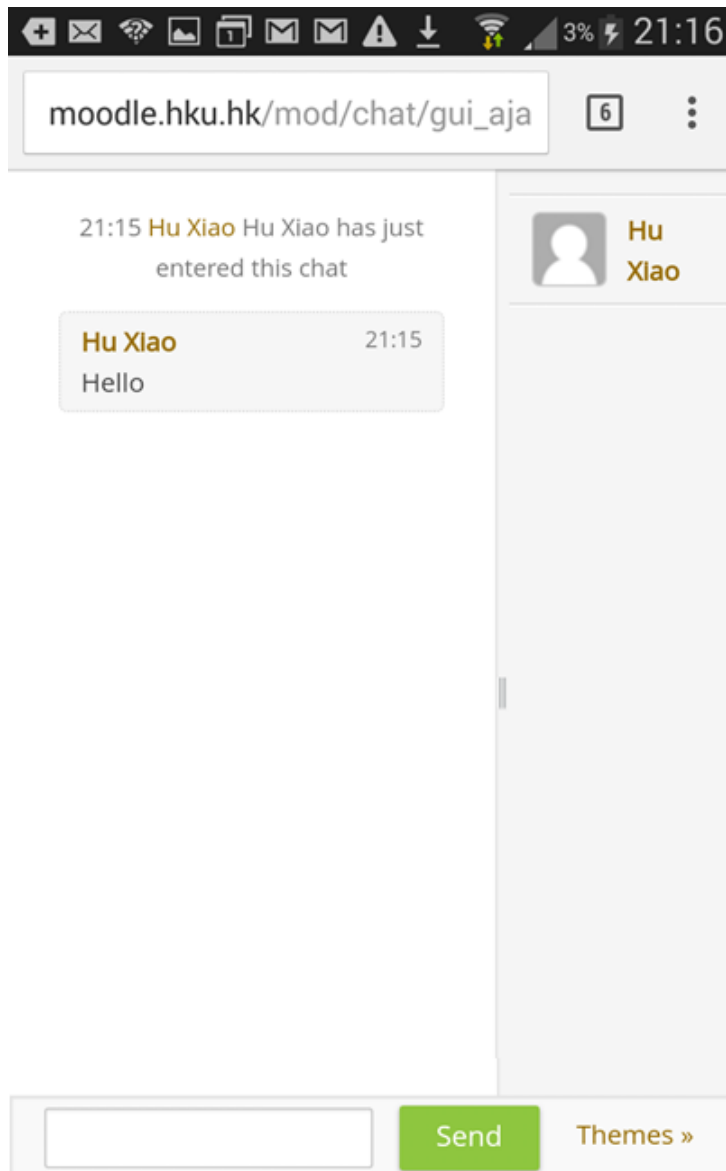 3% 21:16
moodle.hku.hk/mod/chat/gui_aja 6
21:15 Hu Xiao Hu Xiao has just
entered this chat
Hu Xiao 21:15
Hello
Hu
Xiao
Send Themes »